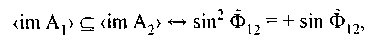 ‹im A₁› ⊆ ‹im A₂› ↔ sin² Φ̂₁₂ = + sin Φ̂₁₂,